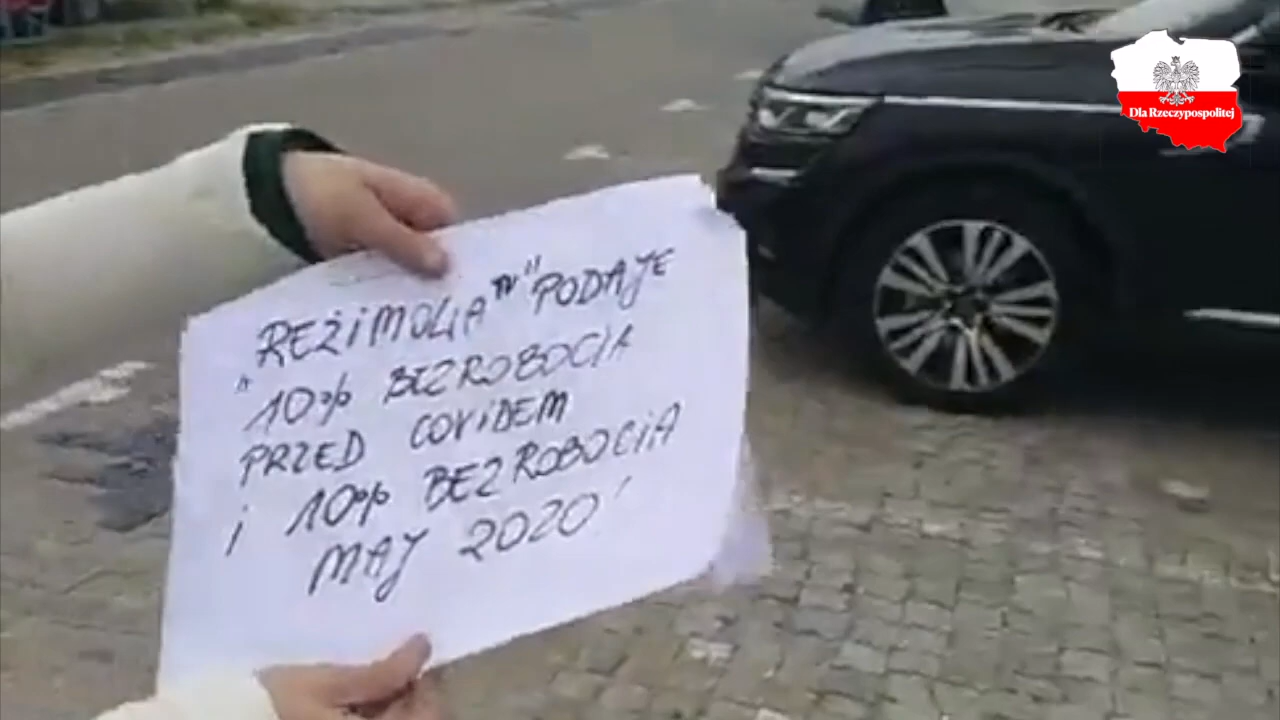 "REŻIMOWA TV" PODAJE
"10% BEZROBOCIA
PRZED COVIDEM
i 10% BEZROBOCIA
MAJ 2020'
Dla Rzeczypospolitej